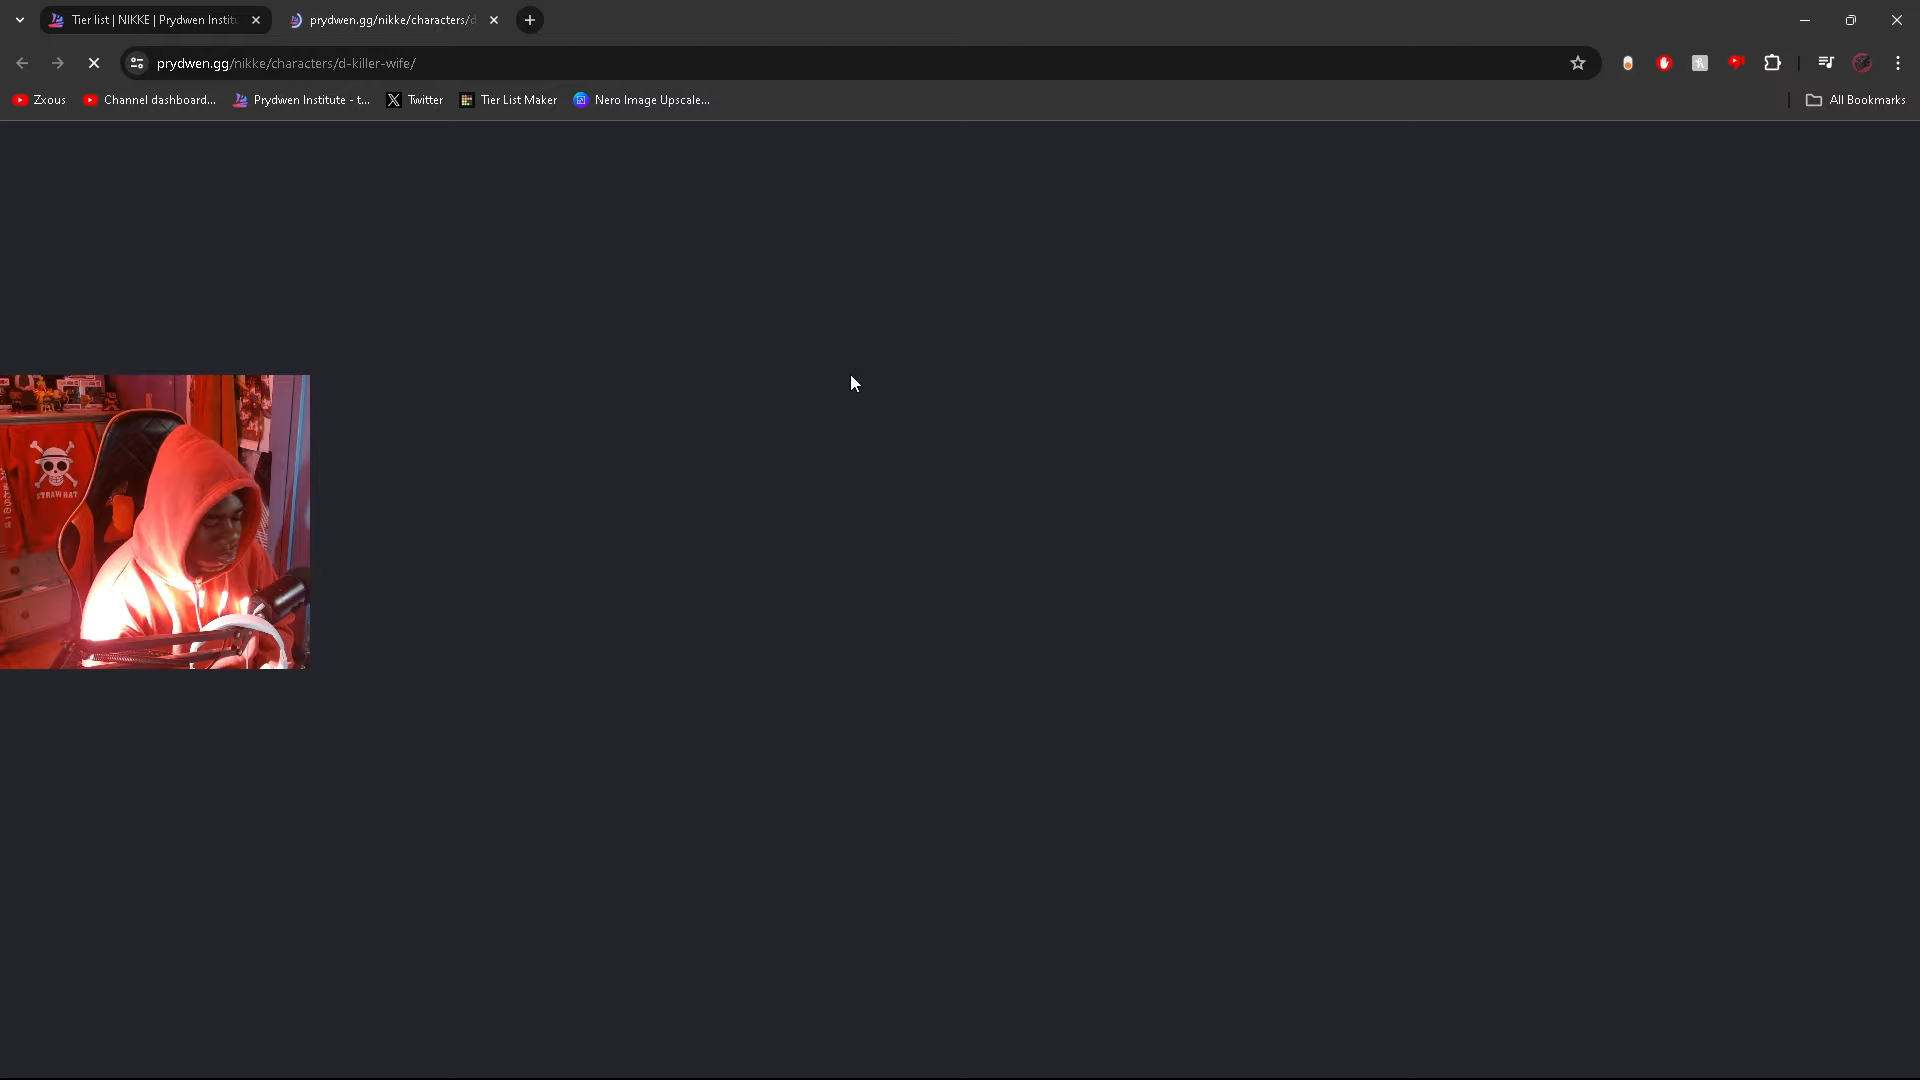 Tier list | NIKKE | Prydwen Instit
prydwen.gg/nikke/characters/d
prydwen.gg/nikke/characters/d-killer-wife/
Zxous
Channel dashboard...
Prydwen Institute - t...
Twitter
Tier List Maker
Nero Image Upscale...
All Bookmarks
STRAW HAT